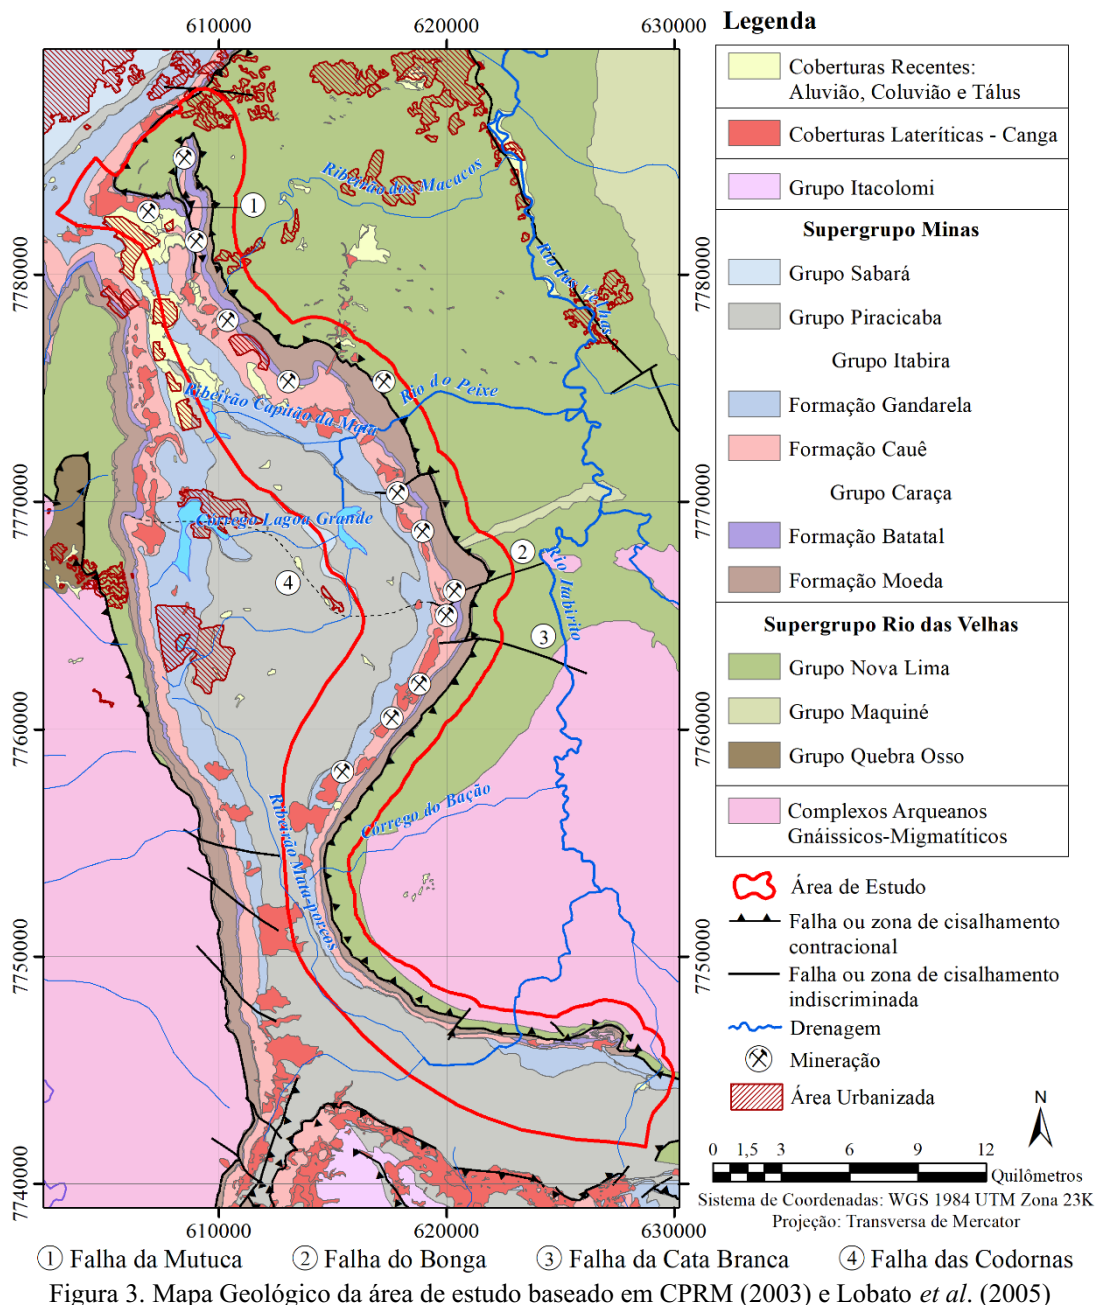 610000
620000
630000
7780000
7770000
7760000
7750000
7740000
7780000
7770000
7760000
7750000
7740000
Ribeirão dos Macacos
Rio das Velhas
Rio do Peixe
Ribeirão Capitão da Mata
Corrego Lagoa Grande
Rio Itabirito
Corrego do Bação
Ribeirão Mata-porcos
1
2
3
4
610000
620000
630000
Legenda
Coberturas Recentes:
Aluvião, Coluvião e Tálus
Coberturas Lateríticas - Canga
Grupo Itacolomi
Supergrupo Minas
Grupo Sabará
Grupo Piracicaba
Grupo Itabira
Formação Gandarela
Formação Cauê
Grupo Caraça
Formação Batatal
Formação Moeda
Supergrupo Rio das Velhas
Grupo Nova Lima
Grupo Maquiné
Grupo Quebra Osso
Complexos Arqueanos
Gnáissicos-Migmatíticos
Área de Estudo
Falha ou zona de cisalhamento
contracional
Falha ou zona de cisalhamento
indiscriminada
Drenagem
Mineração
Área Urbanizada
N
0 1,5 3 6 9 12
Quilômetros
Sistema de Coordenadas: WGS 1984 UTM Zona 23K
Projeção: Transversa de Mercator
1 Falha da Mutuca 2 Falha do Bonga 3 Falha da Cata Branca 4 Falha das Codornas
Figura 3. Mapa Geológico da área de estudo baseado em CPRM (2003) e Lobato et al. (2005)